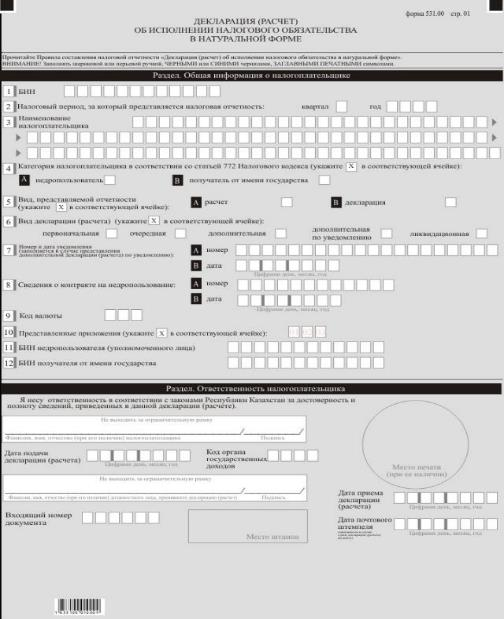 форма 531.00 стр. 01
ДЕКЛАРАЦИЯ (РАСЧЕТ)
ОБ ИСПОЛНЕНИИ НАЛОГОВОГО ОБЯЗАТЕЛЬСТВА
В НАТУРАЛЬНОЙ ФОРМЕ
Прочитайте Правила составления налоговой отчетности «Декларация (расчет) об исполнении налогового обязательства в натуральной форме».
ВНИМАНИЕ! Заполнять шариковой или перьевой ручкой, ЧЕРНЫМИ или СИНИМИ чернилами, ЗАГЛАВНЫМИ ПЕЧАТНЫМИ символами.
Раздел. Общая информация о налогоплательщике
1 БИН
2 Налоговый период, за который представляется налоговая отчетность: квартал год
3 Наименование
налогоплательщика
4 Категория налогоплательщика в соответствии со статьей 772 Налогового кодекса (укажите X в соответствующей ячейке):
A недропользователь B получатель от имени государства
5 Вид, представляемой отчетности
(укажите X в соответствующей ячейке): A расчет B декларация
6 Вид декларации (расчета) (укажите X в соответствующей ячейке):
первоначальная очередная дополнительная дополнительная
по уведомлению ликвидационная
7 Номер и дата уведомления
(заполняется в случае представления
дополнительной декларации (расчета) по уведомлению): A номер
B дата
Цифрами день, месяц, год
8 Сведения о контракте на недропользование: A номер
B дата
Цифрами день, месяц, год
9 Код валюты
10 Представленные приложения (укажите X в соответствующей ячейке):
11 БИН недропользователя (уполномоченного лица)
12 БИН получателя от имени государства
Раздел. Ответственность налогоплательщика
Я несу ответственность в соответствии с законами Республики Казахстан за достоверность и
полноту сведений, приведенных в данной декларации (расчете).
Не выходить за ограничительную рамку
Фамилия, имя, отчество (при его наличии) налогоплательщика Подпись
Дата подачи
декларации (расчета)
Цифрами день, месяц, год
Код органа
государственных
доходов
Место печати
(при ее наличии)
Не выходить за ограничительную рамку
Фамилия, имя, отчество (при его наличии) должностного лица, принявшего декларацию (расчет) Подпись
Дата приема
декларации
(расчета)
Цифрами день, месяц, год
Входящий номер
документа
Место штампа
Дата почтового
штемпеля
Цифрами день, месяц, год